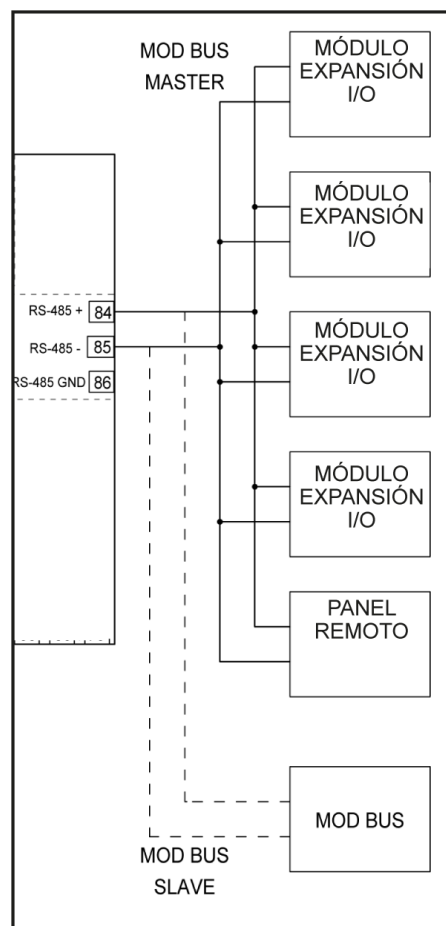 MOD BUS
MASTER
MÓDULO
EXPANSIÓN
I/O
MÓDULO
EXPANSIÓN
I/O
RS-485 + 84
RS-485 - 85
RS-485 GND 86
MÓDULO
EXPANSIÓN
I/O
MÓDULO
EXPANSIÓN
I/O
PANEL
REMOTO
MOD BUS
MOD BUS
SLAVE